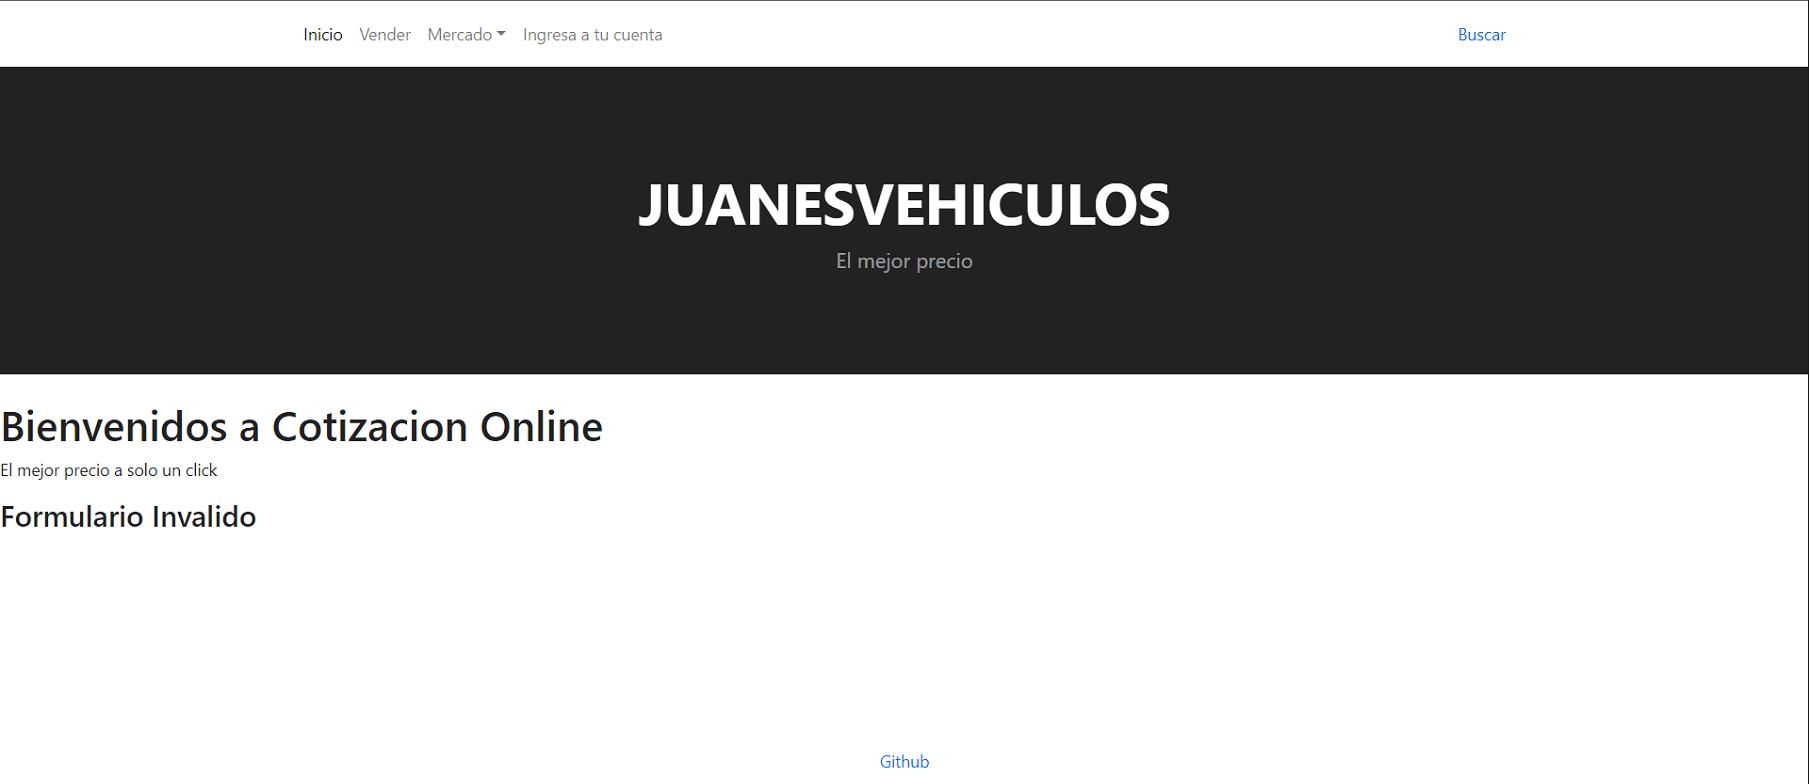 Inicio Vender Mercado Ingresa a tu cuenta Buscar
JUANESVEHICULOS
El mejor precio
Bienvenidos a Cotizacion Online
El mejor precio a solo un click
Formulario Invalido
Github